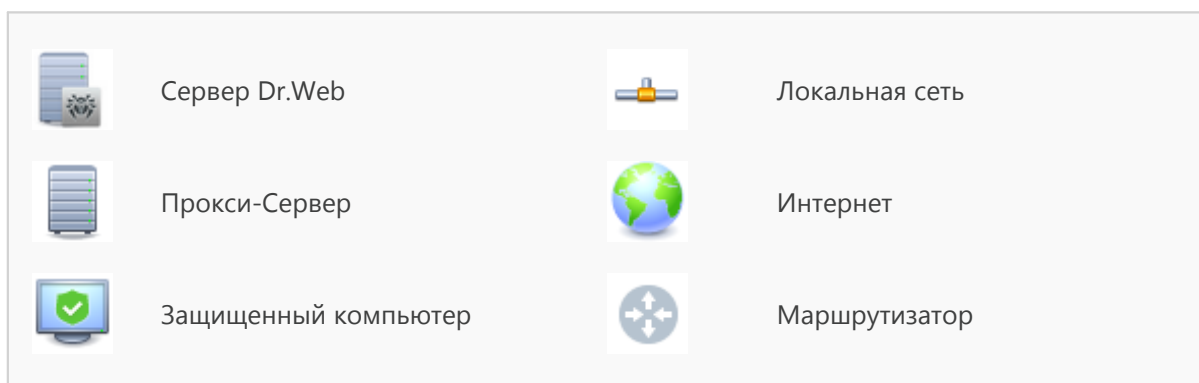 Сервер Dr.Web
Локальная сеть
Прокси-Сервер
Интернет
Защищенный компьютер
Маршрутизатор